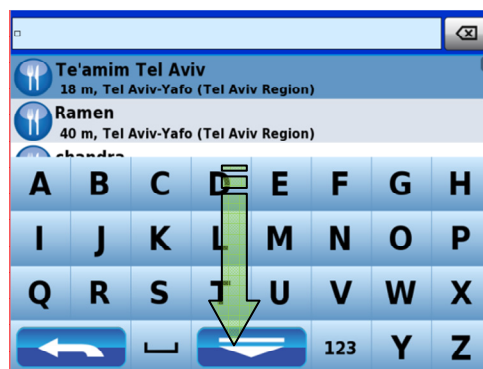 Te'amim Tel Aviv
18 m, Tel Aviv-Yafo (Tel Aviv Region)
Ramen
40 m, Tel Aviv-Yafo (Tel Aviv Region)
chandra
A B C D E F G H
I J K L M N O P
Q R S T U V W X
123 Y Z